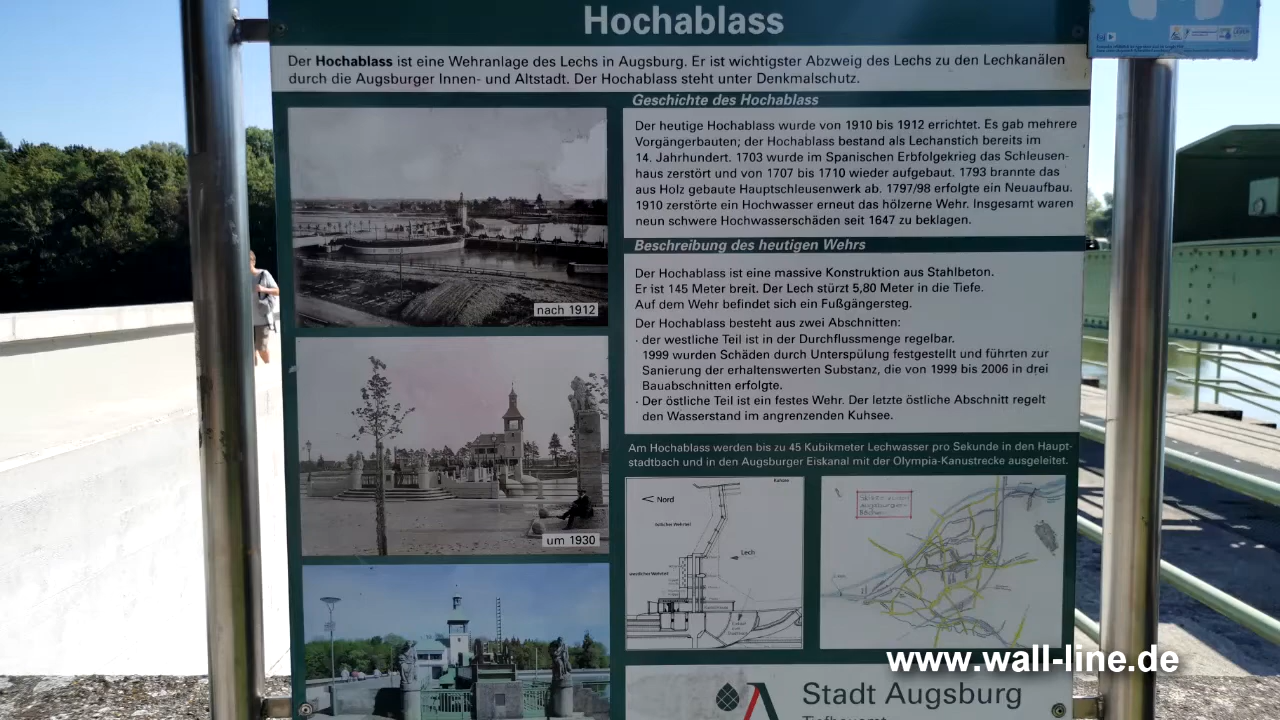 Hochablass
Der Hochablass ist eine Wehranlage des Lechs in Augsburg. Er ist wichtigster Abzweig des Lechs zu den Lechkanälen
durch die Augsburger Innen- und Altstadt. Der Hochablass steht unter Denkmalschutz.
nach 1912
um 1930
Geschichte des Hochablass
Der heutige Hochablass wurde von 1910 bis 1912 errichtet. Es gab mehrere
Vorgängerbauten; der Hochablass bestand als Lechanstich bereits im
14. Jahrhundert. 1703 wurde im Spanischen Erbfolgekrieg das Schleusen-
haus zerstört und von 1707 bis 1710 wieder aufgebaut. 1793 brannte das
aus Holz gebaute Hauptschleusenwerk ab. 1797/98 erfolgte ein Neuaufbau.
1910 zerstörte ein Hochwasser erneut das hölzerne Wehr. Insgesamt waren
neun schwere Hochwasserschäden seit 1647 zu beklagen.
Beschreibung des heutigen Wehrs
Der Hochablass ist eine massive Konstruktion aus Stahlbeton.
Er ist 145 Meter breit. Der Lech stürzt 5,80 Meter in die Tiefe.
Auf dem Wehr befindet sich ein Fußgängersteg.
Der Hochablass besteht aus zwei Abschnitten:
· der westliche Teil ist in der Durchflussmenge regelbar.
1999 wurden Schäden durch Unterspülung festgestellt und führten zur
Sanierung der erhaltenswerten Substanz, die von 1999 bis 2006 in drei
Bauabschnitten erfolgte.
· Der östliche Teil ist ein festes Wehr. Der letzte östliche Abschnitt regelt
den Wasserstand im angrenzenden Kuhsee.
Am Hochablass werden bis zu 45 Kubikmeter Lechwasser pro Sekunde in den Haupt-
stadtbach und in den Augsburger Eiskanal mit der Olympia-Kanustrecke ausgeleitet.
Kuhsee
Nord
östlicher Wehrteil
Lech
westlicher Wehrteil
www.wall-line.de
Stadt Augsburg
Tiefbauamt